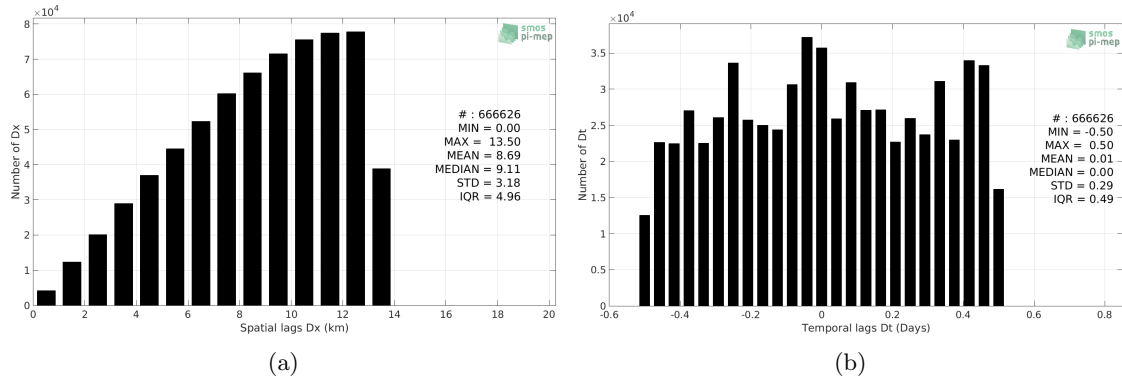 ×10⁴
8
7
6
5
4
3
2
1
0
Number of Dx
smos
pi-mep
# : 666626
MIN = 0.00
MAX = 13.50
MEAN = 8.69
MEDIAN = 9.11
STD = 3.18
IQR = 4.96
0 2 4 6 8 10 12 14 16 18 20
Spatial lags Dx (km)
(a)
×10⁴
3.5
3
2.5
2
1.5
1
0.5
0
Number of Dt
smos
pi-mep
# : 666626
MIN = -0.50
MAX = 0.50
MEAN = 0.01
MEDIAN = 0.00
STD = 0.29
IQR = 0.49
-0.6 -0.4 -0.2 0 0.2 0.4 0.6 0.8
Temporal lags Dt (Days)
(b)